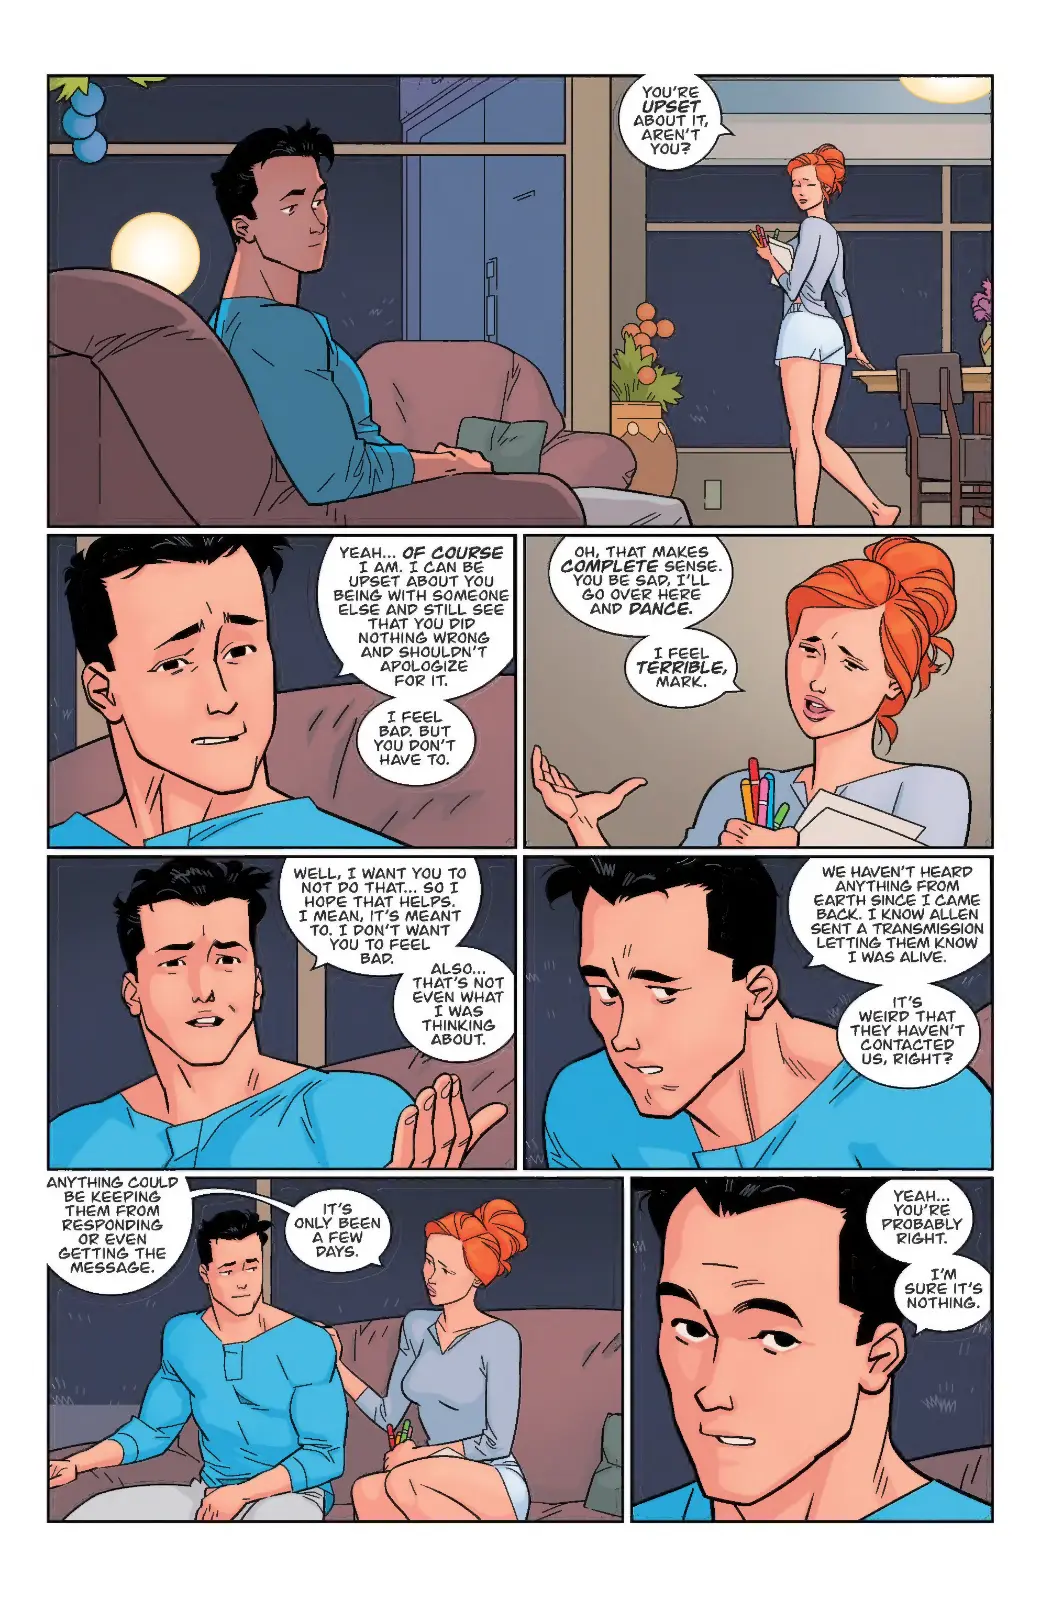 YOU'RE
UPSET
ABOUT IT,
AREN'T
YOU?
YEAH... OF COURSE
I AM. I CAN BE
UPSET ABOUT YOU
BEING WITH SOMEONE
ELSE AND STILL SEE
THAT YOU DID
NOTHING WRONG
AND SHOULDN'T
APOLOGIZE
FOR IT.
I FEEL
BAD. BUT
YOU DON'T
HAVE TO.
OH, THAT MAKES
COMPLETE SENSE.
YOU BE SAD, I'LL
GO OVER HERE
AND DANCE.
I FEEL
TERRIBLE,
MARK.
WELL, I WANT YOU TO
NOT DO THAT... SO I
HOPE THAT HELPS.
I MEAN, IT'S MEANT
TO. I DON'T WANT
YOU TO FEEL
BAD.
ALSO...
THAT'S NOT
EVEN WHAT
I WAS
THINKING
ABOUT.
WE HAVEN'T HEARD
ANYTHING FROM
EARTH SINCE I CAME
BACK. I KNOW ALLEN
SENT A TRANSMISSION
LETTING THEM KNOW
I WAS ALIVE.
IT'S
WEIRD THAT
THEY HAVEN'T
CONTACTED
US, RIGHT?
ANYTHING COULD
BE KEEPING
THEM FROM
RESPONDING
OR EVEN
GETTING THE
MESSAGE.
IT'S
ONLY BEEN
A FEW
DAYS.
YEAH...
YOU'RE
PROBABLY
RIGHT.
I'M
SURE IT'S
NOTHING.